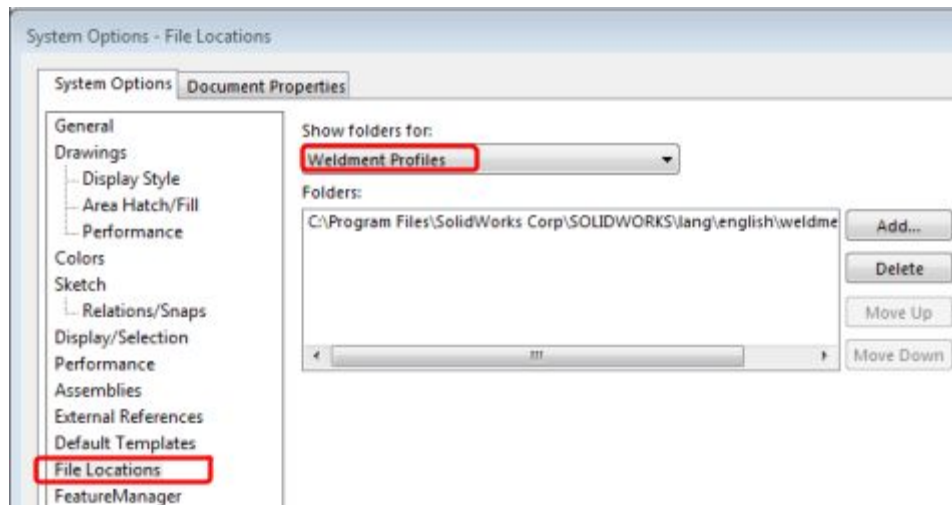 System Options - File Locations
System Options
Document Properties
General
Drawings
Display Style
Area Hatch/Fill
Performance
Colors
Sketch
Relations/Snaps
Display/Selection
Performance
Assemblies
External References
Default Templates
File Locations
FeatureManager
Show folders for:
Weldment Profiles
Folders:
C:\Program Files\SolidWorks Corp\SOLIDWORKS\lang\english\weldme
Add...
Delete
Move Up
Move Down